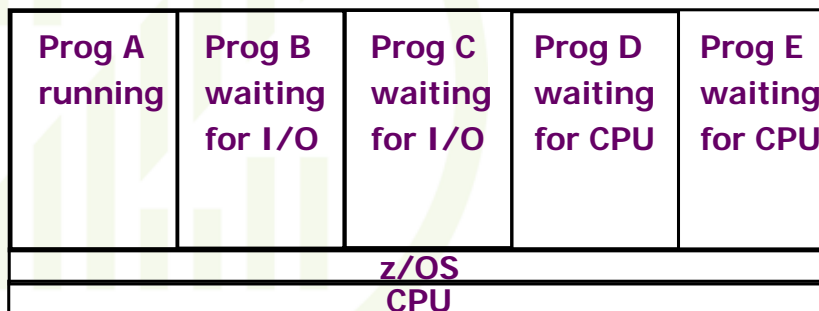 Prog A
running
Prog B
waiting
for I/O
Prog C
waiting
for I/O
Prog D
waiting
for CPU
Prog E
waiting
for CPU
z/OS
CPU